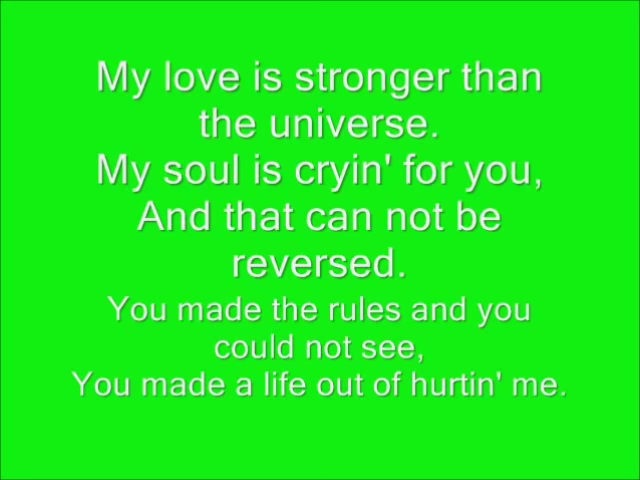 My love is stronger than
the universe.
My soul is cryin' for you,
And that can not be
reversed.
You made the rules and you
could not see,
You made a life out of hurtin' me.